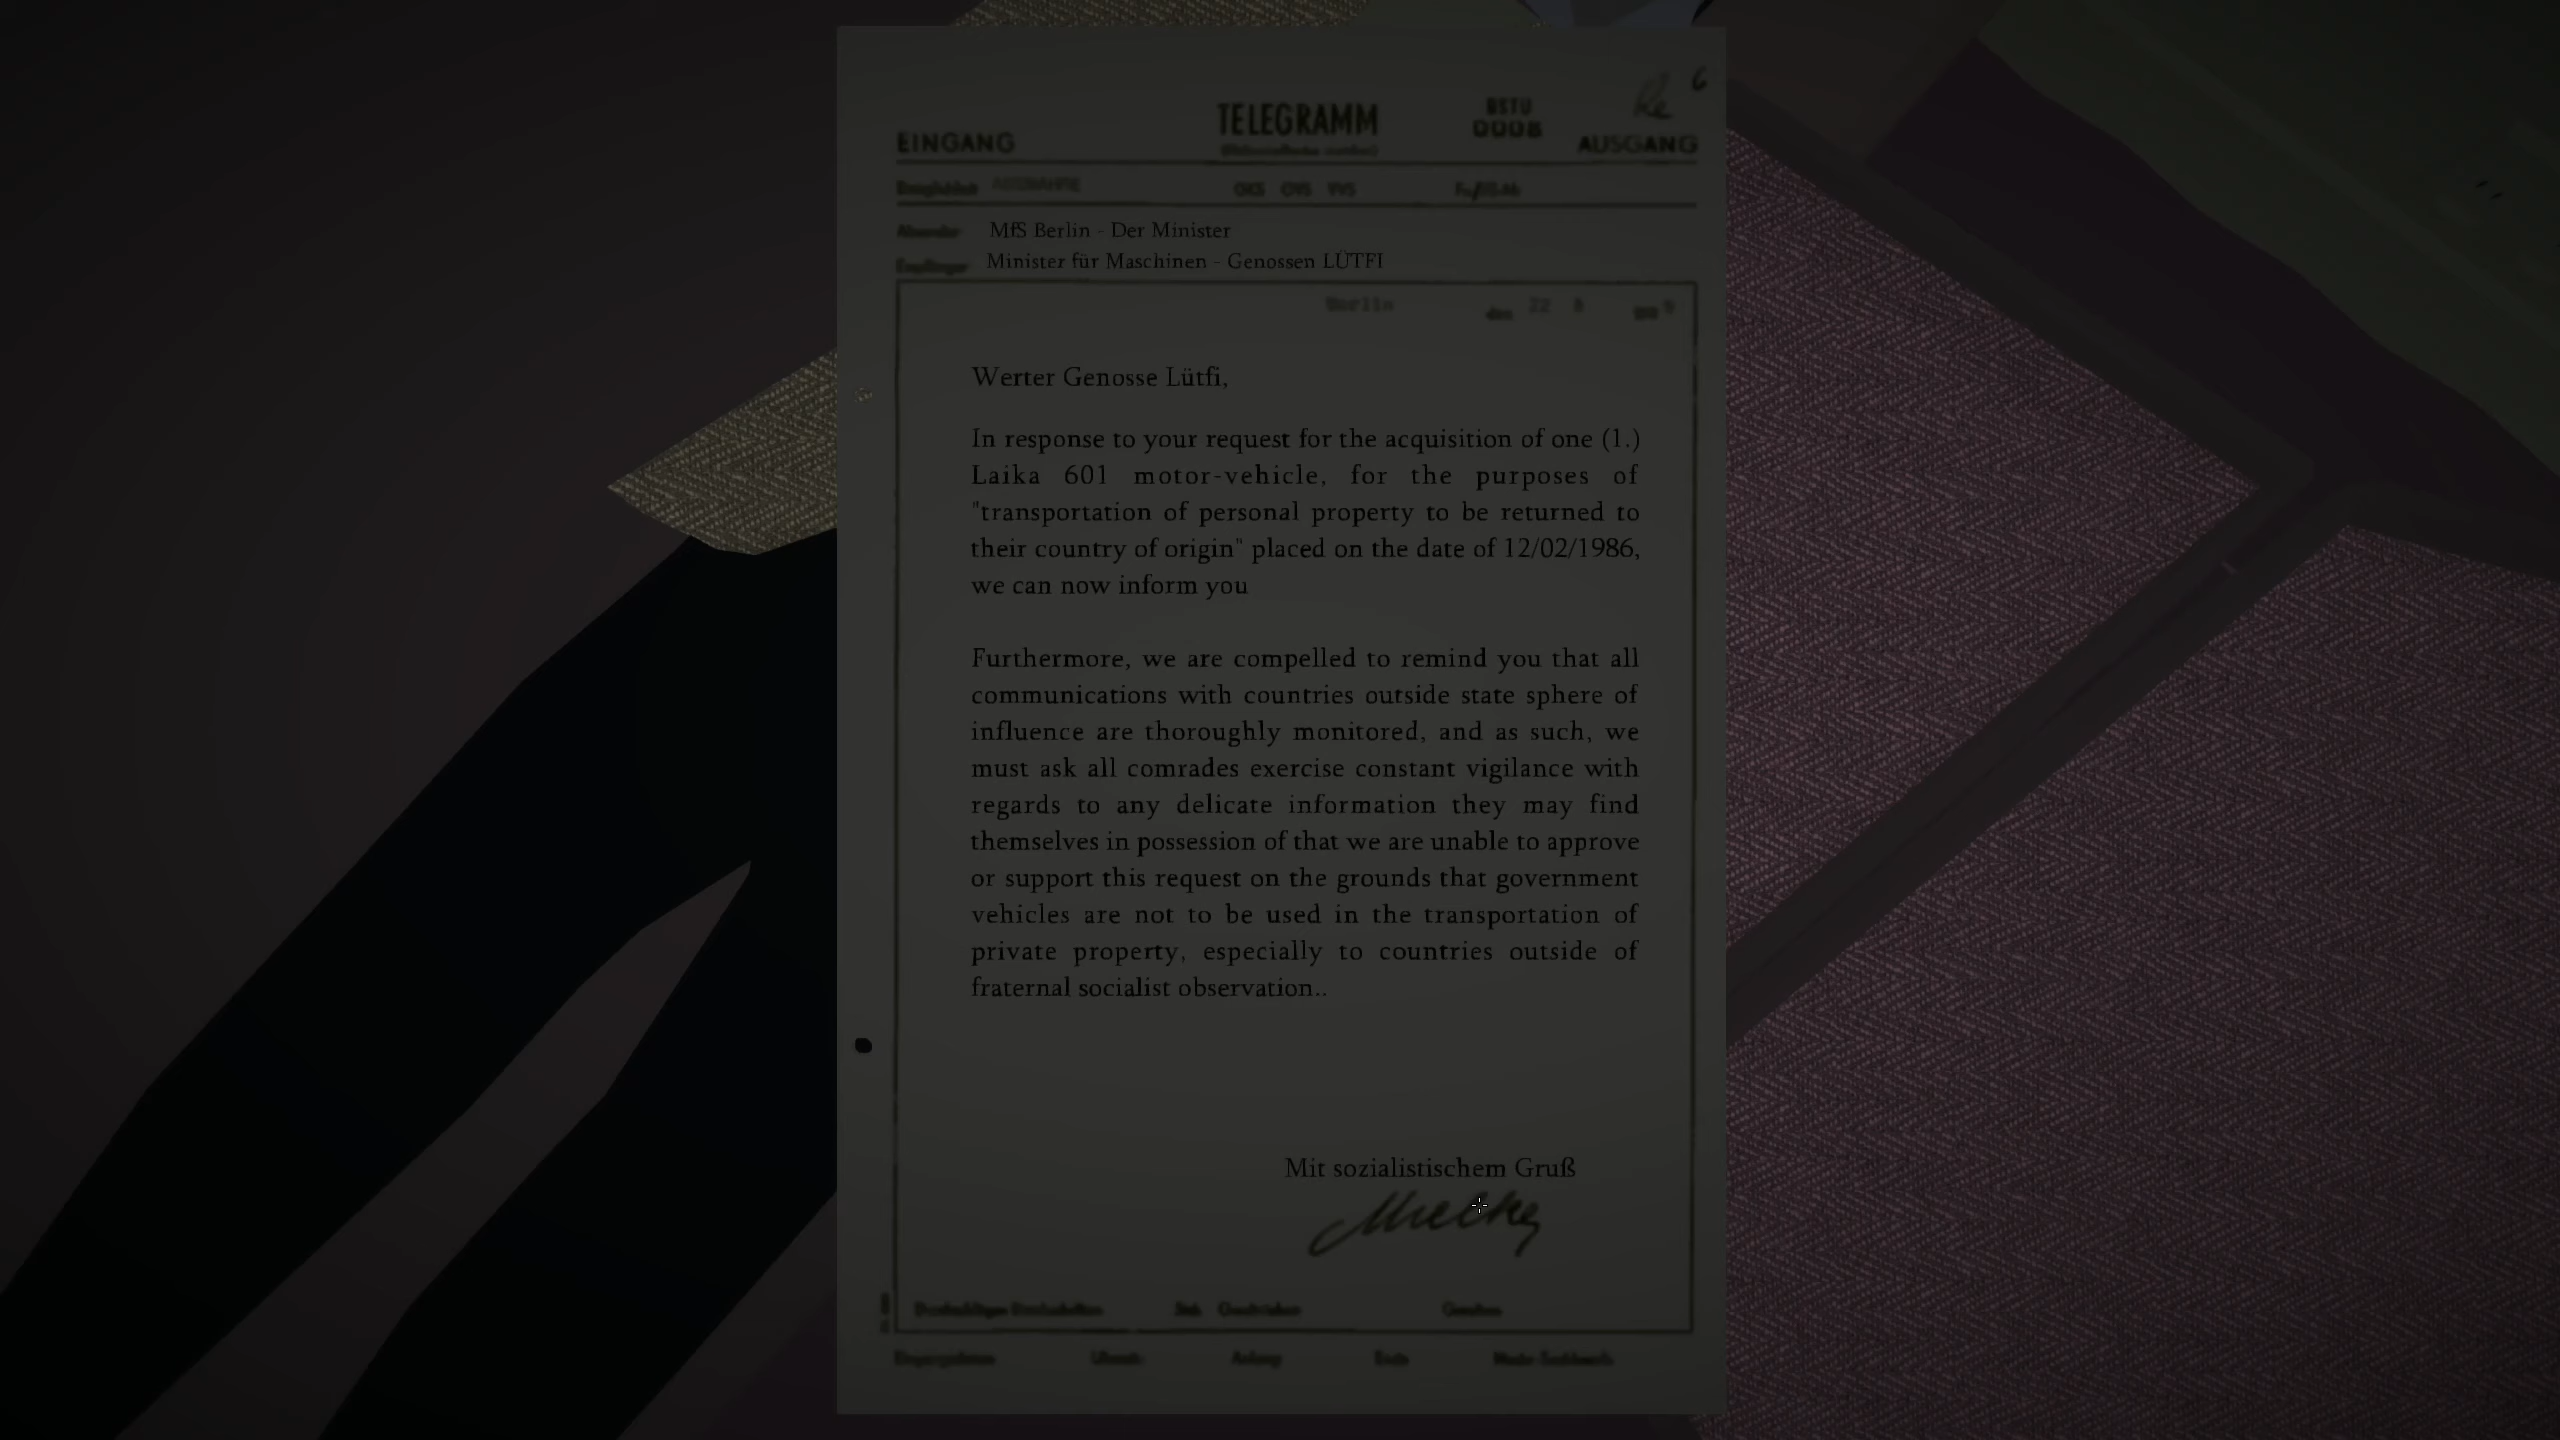 6
TELEGRAMM
BSTU
EINGANG
AUSGANG
MfS Berlin - Der Minister
Minister für Maschinen - Genossen LÜTFI
Berlin
22
Werter Genosse Lütfi,
In response to your request for the acquisition of one (1.)
Laika 601 motor-vehicle, for the purposes of
"transportation of personal property to be returned to
their country of origin" placed on the date of 12/02/1986,
we can now inform you
Furthermore, we are compelled to remind you that all
communications with countries outside state sphere of
influence are thoroughly monitored, and as such, we
must ask all comrades exercise constant vigilance with
regards to any delicate information they may find
themselves in possession of that we are unable to approve
or support this request on the grounds that government
vehicles are not to be used in the transportation of
private property, especially to countries outside of
fraternal socialist observation..
Mit sozialistischem Gruß